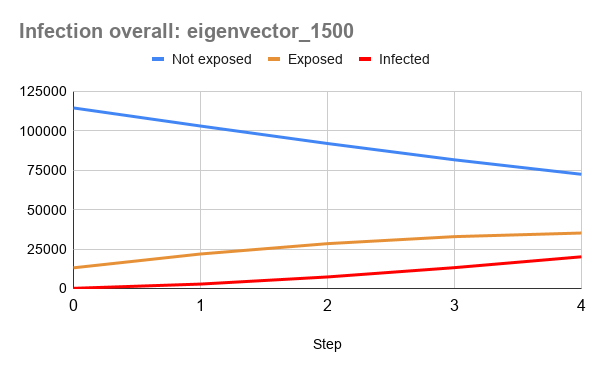 Infection overall: eigenvector_1500
Not exposed Exposed Infected
125000
100000
75000
50000
25000
0
0 1 2 3 4
Step